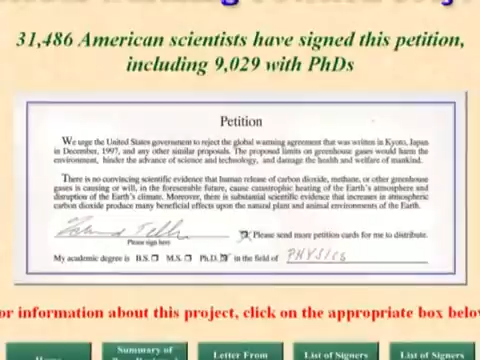 31,486 American scientists have signed this petition,
including 9,029 with PhDs
Petition
We urge the United States government to reject the global warming agreement that was written in Kyoto, Japan
in December, 1997, and any other similar proposals. The proposed limits on greenhouse gases would harm the
environment, hinder the advance of science and technology, and damage the health and welfare of mankind.
There is no convincing scientific evidence that human release of carbon dioxide, methane, or other greenhouse
gases is causing or will, in the foreseeable future, cause catastrophic heating of the Earth's atmosphere and
disruption of the Earth's climate. Moreover, there is substantial scientific evidence that increases in atmospheric
carbon dioxide produce many beneficial effects upon the natural plant and animal environments of the Earth.
Edward Teller
Please send more petition cards for me to distribute.
Please sign here
My academic degree is B.S. M.S. Ph.D. in the field of PHYSICS
or information about this project, click on the appropriate box belo
Home
Summary of
Letter From
List of Signers
List of Signers